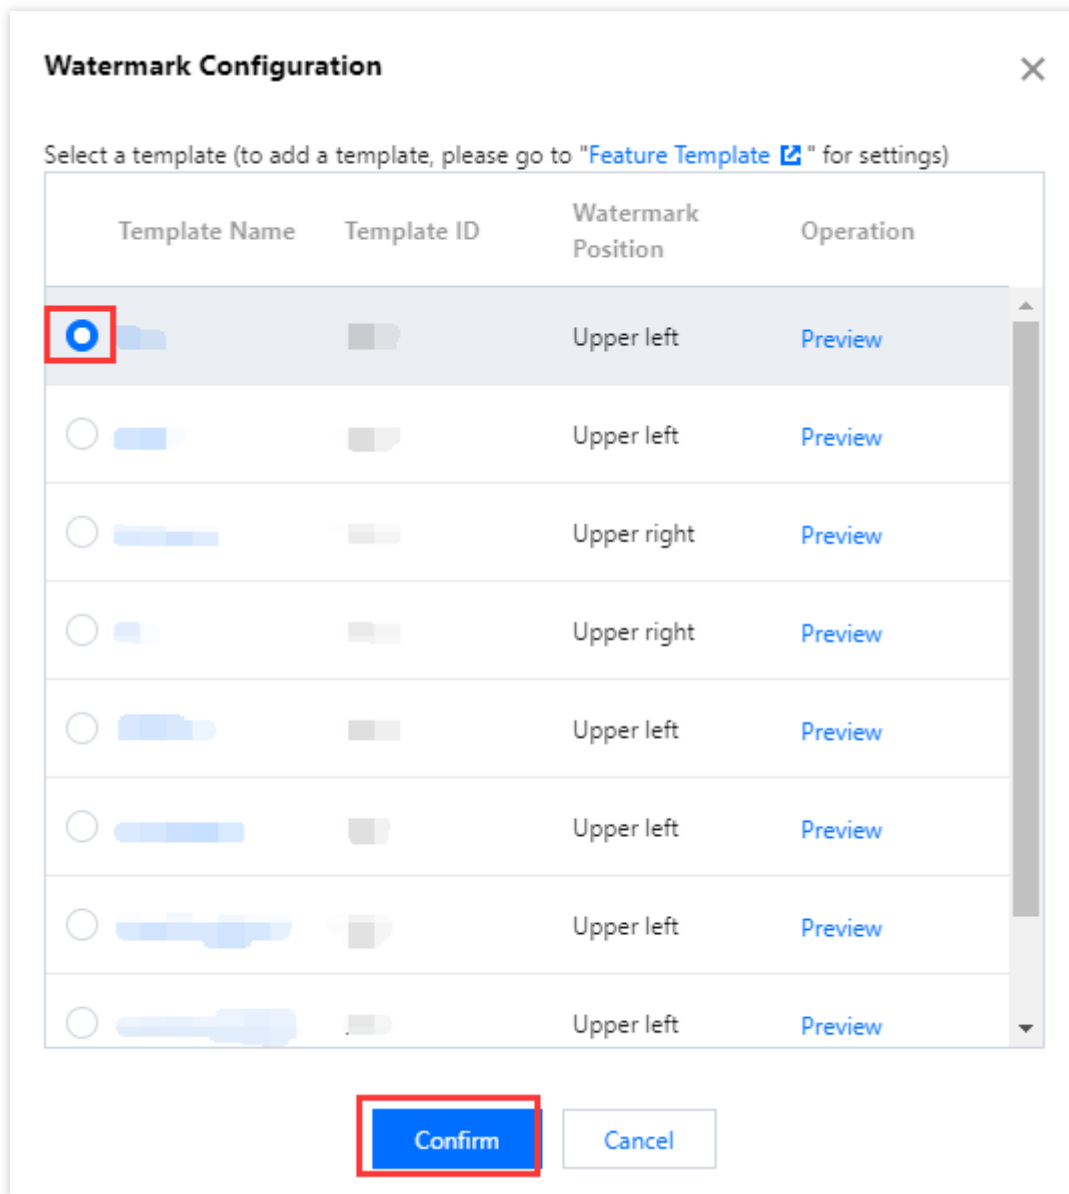 Watermark Configuration
Select a template (to add a template, please go to "Feature Template " for settings)
Template Name Template ID Watermark Position Operation
Upper left Preview
Upper left Preview
Upper right Preview
Upper right Preview
Upper left Preview
Upper left Preview
Upper left Preview
Upper left Preview
Confirm Cancel